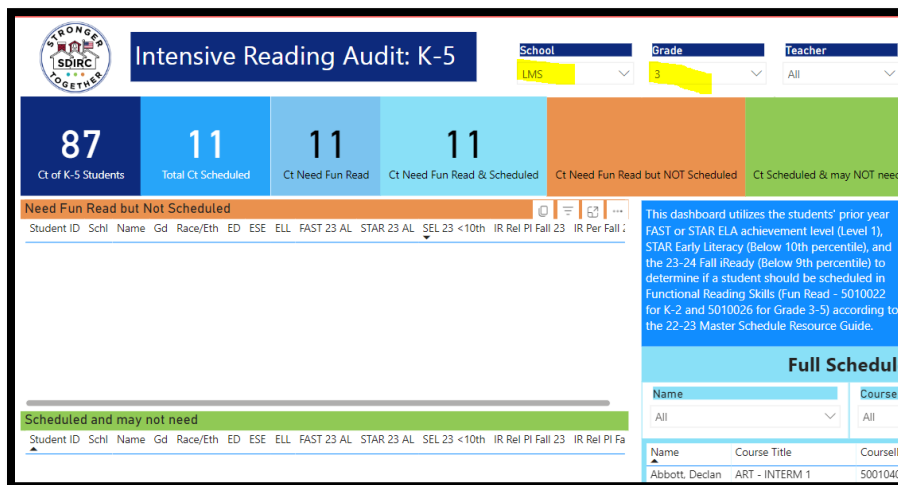 STRONGER
SDIRC
TOGETHER
Intensive Reading Audit: K-5
School
LMS
Grade
3
Teacher
All
87
Ct of K-5 Students
11
Total Ct Scheduled
11
Ct Need Fun Read
11
Ct Need Fun Read & Scheduled
Ct Need Fun Read but NOT Scheduled
Ct Scheduled & may NOT need
Need Fun Read but Not Scheduled
Student ID Schl Name Gd Race/Eth ED ESE ELL FAST 23 AL STAR 23 AL SEL 23 <10th IR Rel Pl Fall 23 IR Per Fall
Scheduled and may not need
Student ID Schl Name Gd Race/Eth ED ESE ELL FAST 23 AL STAR 23 AL SEL 23 <10th IR Rel Pl Fall 23 IR Rel Pl Fa
This dashboard utilizes the students' prior year
FAST or STAR ELA achievement level (Level 1),
STAR Early Literacy (Below 10th percentile), and
the 23-24 Fall iReady (Below 9th percentile) to
determine if a student should be scheduled in
Functional Reading Skills (Fun Read - 5010022
for K-2 and 5010026 for Grade 3-5) according to
the 22-23 Master Schedule Resource Guide.
Full Schedul
Name
All
Course
All
Name Course Title CourseI
Abbott, Declan ART - INTERM 1 5001040